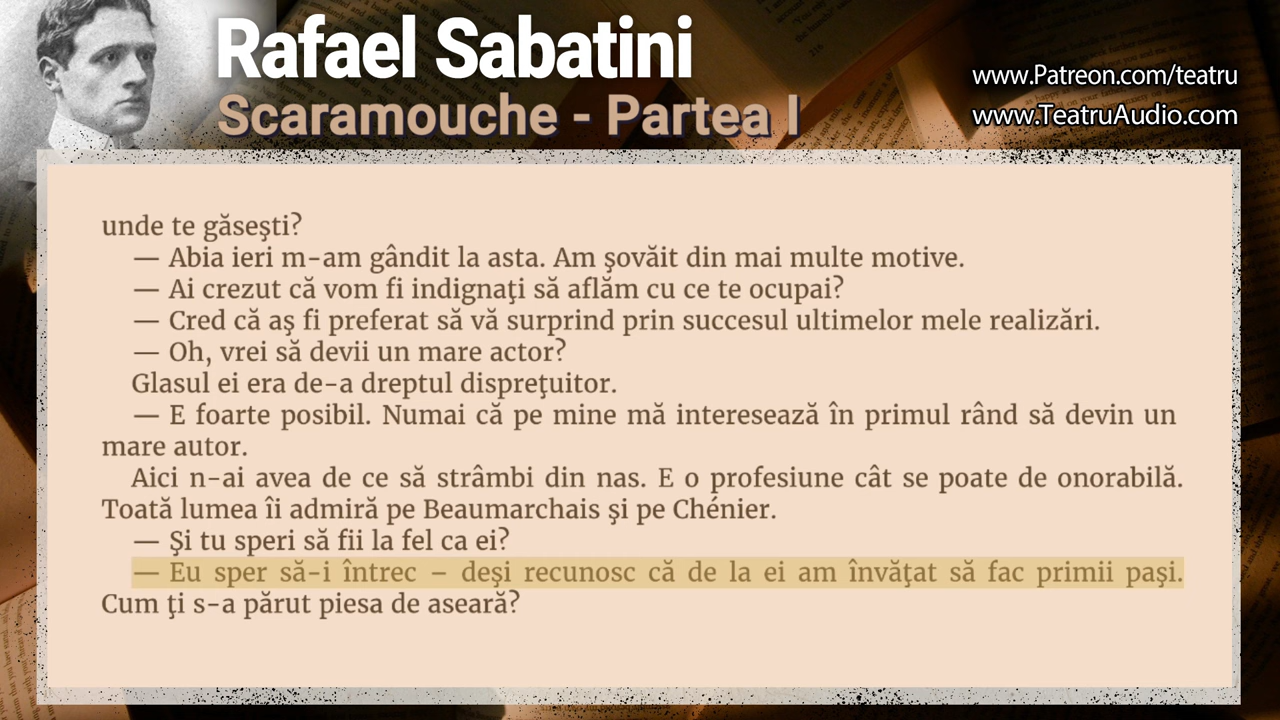 Rafael Sabatini
Scaramouche - Partea I
www.Patreon.com/teatru
www.TeatruAudio.com
unde te găseşti?
— Abia ieri m-am gândit la asta. Am şovăit din mai multe motive.
— Ai crezut că vom fi indignaţi să aflăm cu ce te ocupai?
— Cred că aş fi preferat să vă surprind prin succesul ultimelor mele realizări.
— Oh, vrei să devii un mare actor?
Glasul ei era de-a dreptul dispreţuitor.
— E foarte posibil. Numai că pe mine mă interesează în primul rând să devin un
mare autor.
Aici n-ai avea de ce să strâmbi din nas. E o profesiune cât se poate de onorabilă.
Toată lumea îi admiră pe Beaumarchais şi pe Chénier.
— Şi tu speri să fii la fel ca ei?
— Eu sper să-i întrec – deşi recunosc că de la ei am învăţat să fac primii paşi.
Cum ţi s-a părut piesa de aseară?